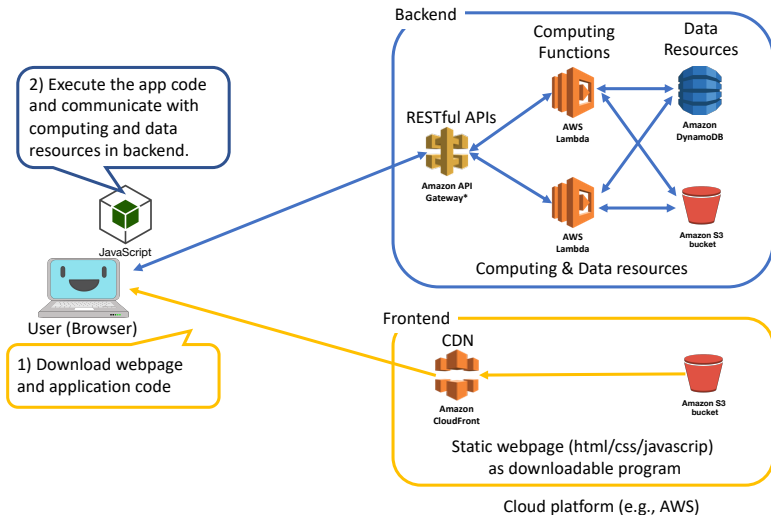 Backend
Computing
Functions
Data
Resources
2) Execute the app code
and communicate with
computing and data
resources in backend.
RESTful APIs
AWS
Lambda
Amazon
DynamoDB
Amazon API
Gateway*
JavaScript
AWS
Lambda
Amazon S3
bucket
Computing & Data resources
User (Browser)
Frontend
1) Download webpage
and application code
CDN
Amazon
CloudFront
Amazon S3
bucket
Static webpage (html/css/javascrip)
as downloadable program
Cloud platform (e.g., AWS)